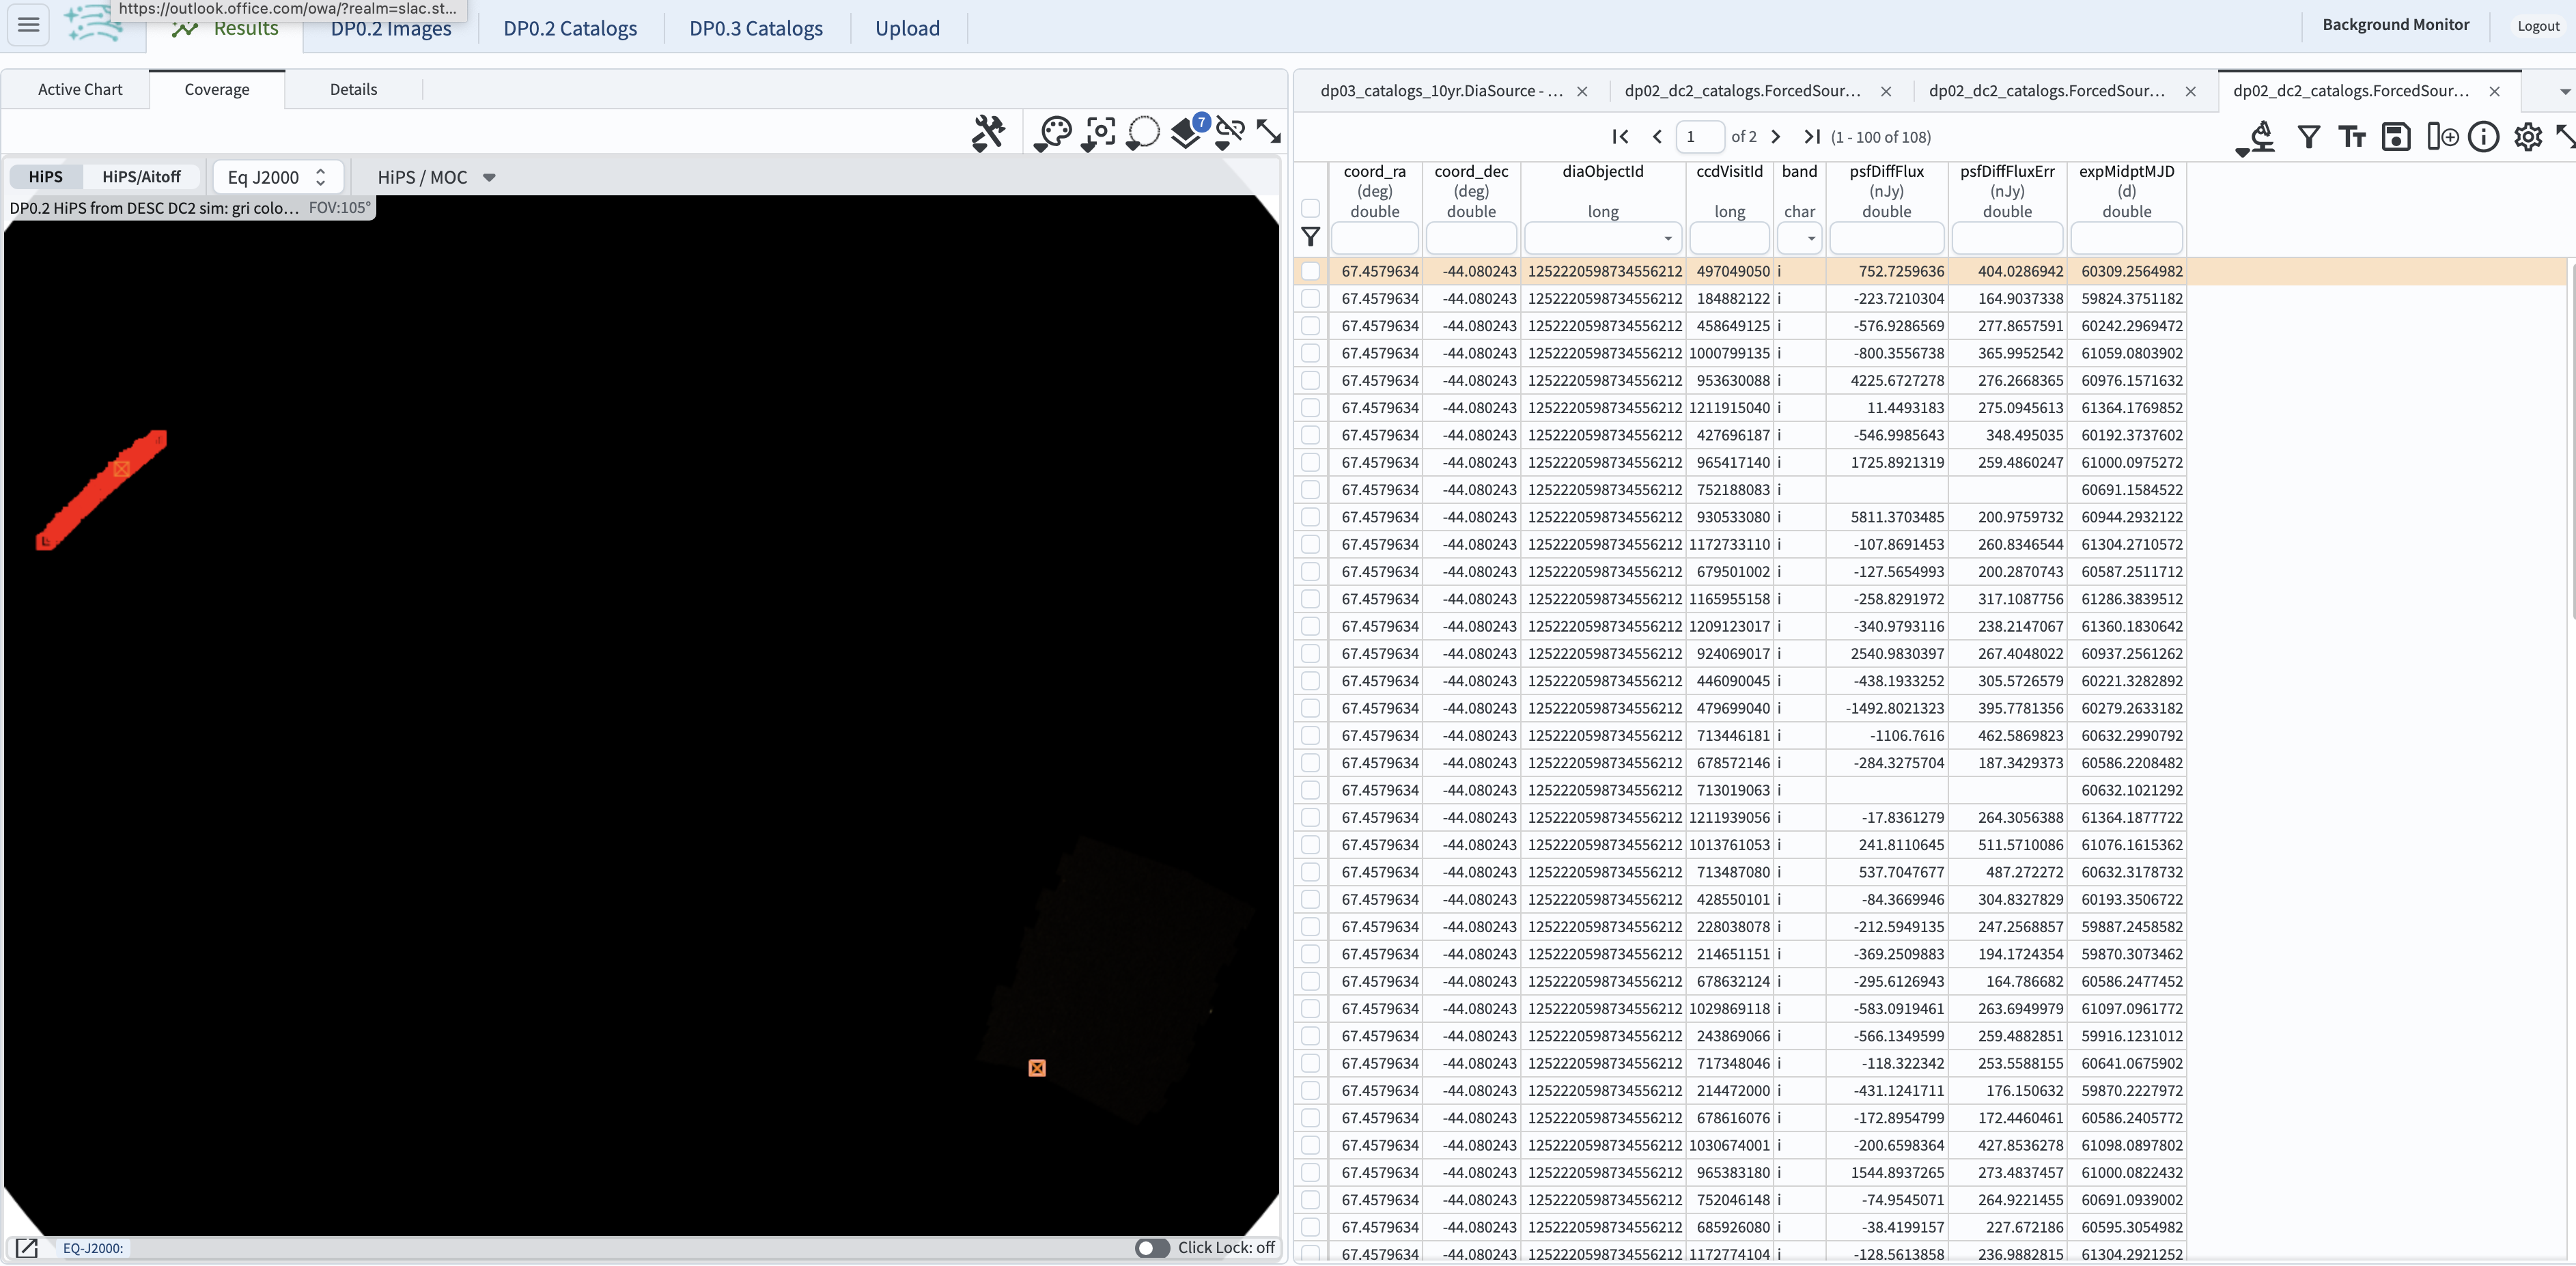 https://outlook.office.com/owa/?realm=slac.st...
Results DP0.2 Images DP0.2 Catalogs DP0.3 Catalogs Upload Background Monitor Logout
Active Chart Coverage Details
7
HiPS HiPS/Aitoff Eq J2000 HiPS / MOC
DP0.2 HiPS from DESC DC2 sim: gri colo... FOV:105°
EQ-J2000: Click Lock: off
dp03_catalogs_10yr.DiaSource - ... dp02_dc2_catalogs.ForcedSour... dp02_dc2_catalogs.ForcedSour... dp02_dc2_catalogs.ForcedSour...
1 of 2 (1 - 100 of 108)
coord_ra coord_dec diaObjectId ccdVisitId band psfDiffFlux psfDiffFluxErr expMidptMJD
(deg) (deg) (nJy) (nJy) (d)
double double long long char double double double
67.4579634 -44.080243 1252220598734556212 497049050 i 752.7259636 404.0286942 60309.2564982
67.4579634 -44.080243 1252220598734556212 184882122 i -223.7210304 164.9037338 59824.3751182
67.4579634 -44.080243 1252220598734556212 458649125 i -576.9286569 277.8657591 60242.2969472
67.4579634 -44.080243 1252220598734556212 1000799135 i -800.3556738 365.9952542 61059.0803902
67.4579634 -44.080243 1252220598734556212 953630088 i 4225.6727278 276.2668365 60976.1571632
67.4579634 -44.080243 1252220598734556212 1211915040 i 11.4493183 275.0945613 61364.1769852
67.4579634 -44.080243 1252220598734556212 427696187 i -546.9985643 348.495035 60192.3737602
67.4579634 -44.080243 1252220598734556212 965417140 i 1725.8921319 259.4860247 61000.0975272
67.4579634 -44.080243 1252220598734556212 752188083 i 60691.1584522
67.4579634 -44.080243 1252220598734556212 930533080 i 5811.3703485 200.9759732 60944.2932122
67.4579634 -44.080243 1252220598734556212 1172733110 i -107.8691453 260.8346544 61304.2710572
67.4579634 -44.080243 1252220598734556212 679501002 i -127.5654993 200.2870743 60587.2511712
67.4579634 -44.080243 1252220598734556212 1165955158 i -258.8291972 317.1087756 61286.3839512
67.4579634 -44.080243 1252220598734556212 1209123017 i -340.9793116 238.2147067 61360.1830642
67.4579634 -44.080243 1252220598734556212 924069017 i 2540.9830397 267.4048022 60937.2561262
67.4579634 -44.080243 1252220598734556212 446090045 i -438.1933252 305.5726579 60221.3282892
67.4579634 -44.080243 1252220598734556212 479699040 i -1492.8021323 395.7781356 60279.2633182
67.4579634 -44.080243 1252220598734556212 713446181 i -1106.7616 462.5869823 60632.2990792
67.4579634 -44.080243 1252220598734556212 678572146 i -284.3275704 187.3429373 60586.2208482
67.4579634 -44.080243 1252220598734556212 713019063 i 60632.1021292
67.4579634 -44.080243 1252220598734556212 1211939056 i -17.8361279 264.3056388 61364.1877722
67.4579634 -44.080243 1252220598734556212 1013761053 i 241.8110645 511.5710086 61076.1615362
67.4579634 -44.080243 1252220598734556212 713487080 i 537.7047677 487.272272 60632.3178732
67.4579634 -44.080243 1252220598734556212 428550101 i -84.3669946 304.8327829 60193.3506722
67.4579634 -44.080243 1252220598734556212 228038078 i -212.5949135 247.2568857 59887.2458582
67.4579634 -44.080243 1252220598734556212 214651151 i -369.2509883 194.1724354 59870.3073462
67.4579634 -44.080243 1252220598734556212 678632124 i -295.6126943 164.786682 60586.2477452
67.4579634 -44.080243 1252220598734556212 1029869118 i -583.0919461 263.6949979 61097.0961772
67.4579634 -44.080243 1252220598734556212 243869066 i -566.1349599 259.4882851 59916.1231012
67.4579634 -44.080243 1252220598734556212 717348046 i -118.322342 253.5588155 60641.0675902
67.4579634 -44.080243 1252220598734556212 214472000 i -431.1241711 176.150632 59870.2227972
67.4579634 -44.080243 1252220598734556212 678616076 i -172.8954799 172.4460461 60586.2405772
67.4579634 -44.080243 1252220598734556212 1030674001 i -200.6598364 427.8536278 61098.0897802
67.4579634 -44.080243 1252220598734556212 965383180 i 1544.8937265 273.4837457 61000.0822432
67.4579634 -44.080243 1252220598734556212 752046148 i -74.9545071 264.9221455 60691.0939002
67.4579634 -44.080243 1252220598734556212 685926080 i -38.4199157 227.672186 60595.3054982
67.4579634 -44.080243 1252220598734556212 1172774104 i -128.5613858 236.9882815 61304.2921252